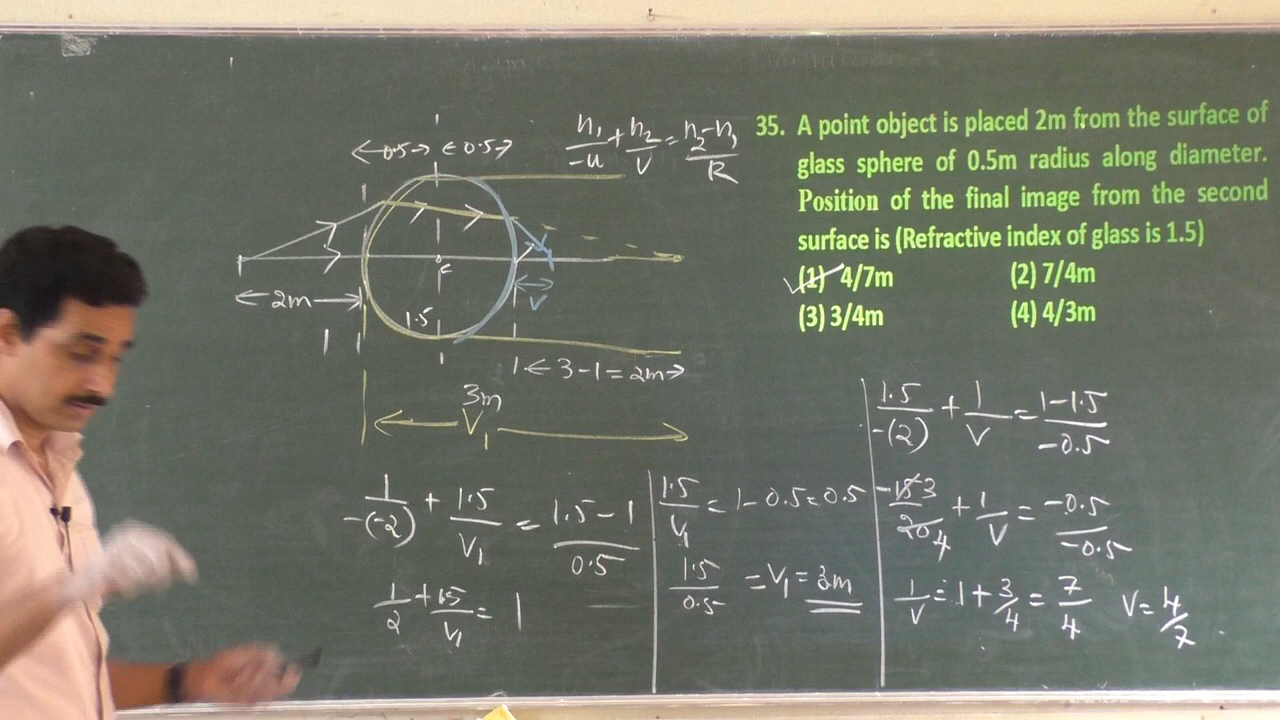 35. A point object is placed 2m from the surface of
glass sphere of 0.5m radius along diameter.
Position of the final image from the second
surface is (Refractive index of glass is 1.5)
(1) 4/7m (2) 7/4m
(3) 3/4m (4) 4/3m
n₁/-u + n₂/v = n₂-n₁/R
0.5 0.5
2m
c
1.5
v
3-1=2m
3m
V₁
1/-(-2) + 1.5/V₁ = 1.5-1/0.5
1/2 + 1.5/V₁ = 1
1.5/V₁ = 1-0.5=0.5
1.5/0.5 = V₁ = 3m
1.5/-(2) + 1/V = 1-1.5/-0.5
-15 3/20 4 + 1/V = -0.5/-0.5
1/V = 1+3/4 = 7/4 V=4/7